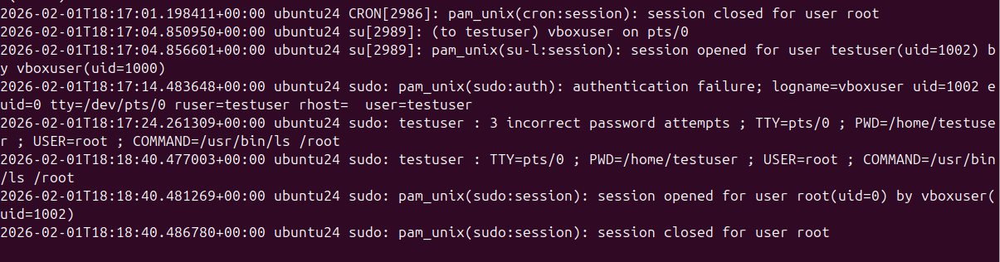 2026-02-01T18:17:01.198411+00:00 ubuntu24 CRON[2986]: pam_unix(cron:session): session closed for user root
2026-02-01T18:17:04.850950+00:00 ubuntu24 su[2989]: (to testuser) vboxuser on pts/0
2026-02-01T18:17:04.856601+00:00 ubuntu24 su[2989]: pam_unix(su-l:session): session opened for user testuser(uid=1002) b
y vboxuser(uid=1000)
2026-02-01T18:17:14.483648+00:00 ubuntu24 sudo: pam_unix(sudo:auth): authentication failure; logname=vboxuser uid=1002 e
uid=0 tty=/dev/pts/0 ruser=testuser rhost=  user=testuser
2026-02-01T18:17:24.261309+00:00 ubuntu24 sudo: testuser : 3 incorrect password attempts ; TTY=pts/0 ; PWD=/home/testuse
r ; USER=root ; COMMAND=/usr/bin/ls /root
2026-02-01T18:18:40.477003+00:00 ubuntu24 sudo: testuser : TTY=pts/0 ; PWD=/home/testuser ; USER=root ; COMMAND=/usr/bin
/ls /root
2026-02-01T18:18:40.481269+00:00 ubuntu24 sudo: pam_unix(sudo:session): session opened for user root(uid=0) by vboxuser(
uid=1002)
2026-02-01T18:18:40.486780+00:00 ubuntu24 sudo: pam_unix(sudo:session): session closed for user root